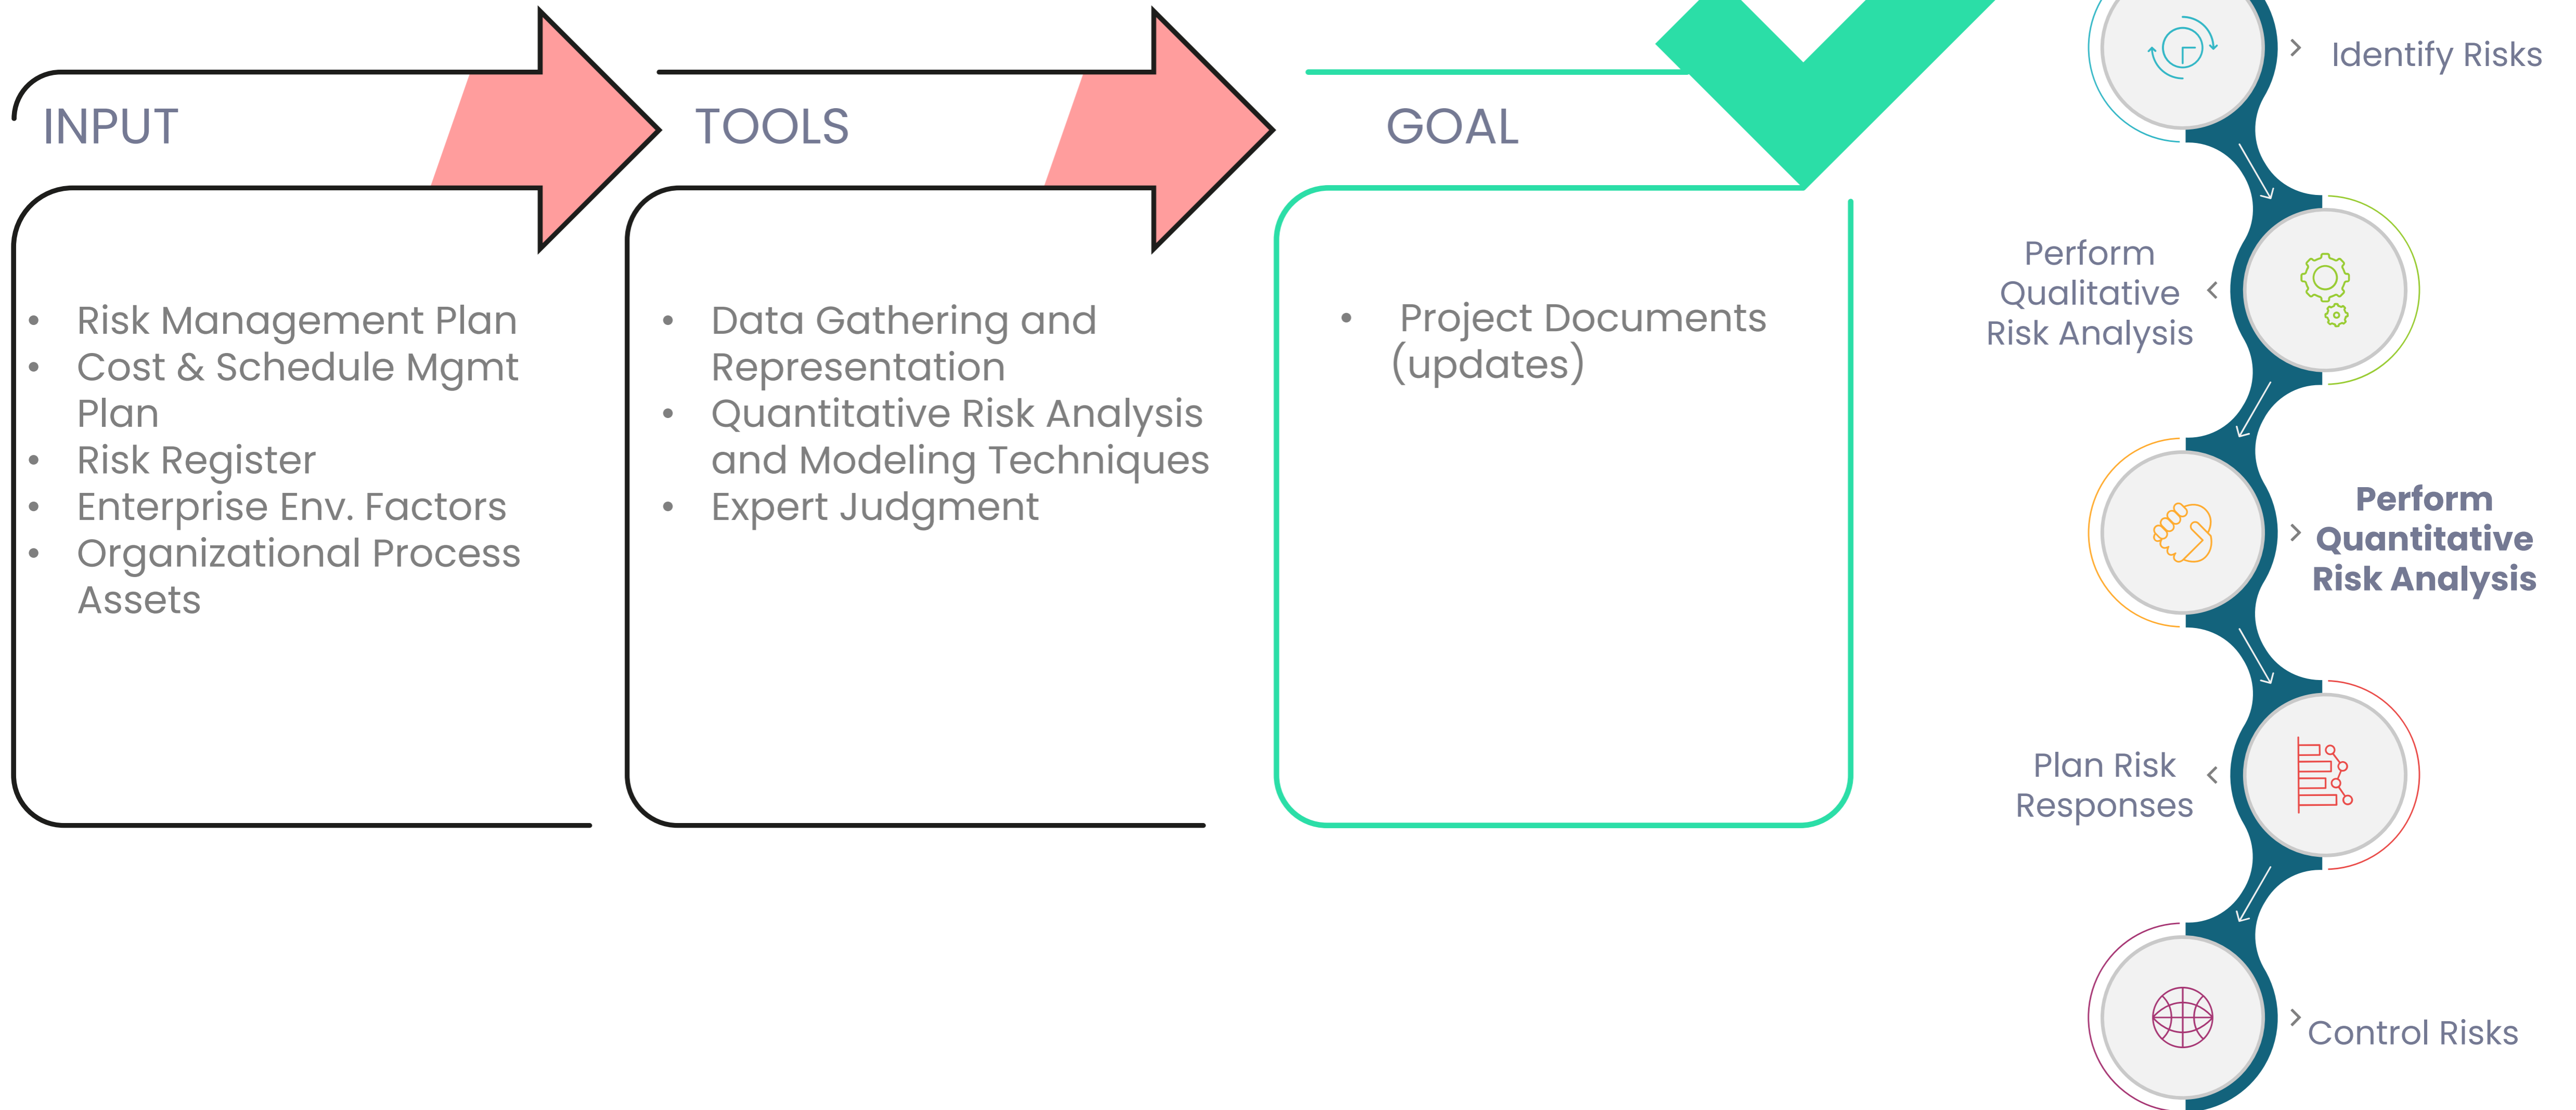 INPUT
• Risk Management Plan
• Cost & Schedule Mgmt
Plan
• Risk Register
• Enterprise Env. Factors
• Organizational Process
Assets
TOOLS
• Data Gathering and
Representation
• Quantitative Risk Analysis
and Modeling Techniques
• Expert Judgment
GOAL
• Project Documents
(updates)
Identify Risks
Perform
Qualitative
Risk Analysis
Perform
Quantitative
Risk Analysis
Plan Risk
Responses
Control Risks